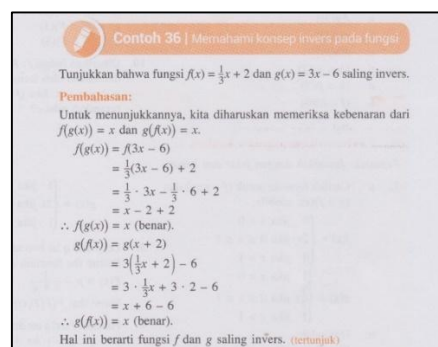 Contoh 36 | Memahami konsep invers pada fungsi
Tunjukkan bahwa fungsi f(x) = 1/3x + 2 dan g(x) = 3x – 6 saling invers.
Pembahasan:
Untuk menunjukkannya, kita diharuskan memeriksa kebenaran dari
f(g(x)) = x dan g(f(x)) = x.
f(g(x)) = f(3x – 6)
= 1/3(3x – 6) + 2
= 1/3 · 3x – 1/3 · 6 + 2
= x – 2 + 2
∴ f(g(x)) = x (benar).
g(f(x)) = g(x + 2)
= 3(1/3x + 2) – 6
= 3 · 1/3x + 3 · 2 – 6
= x + 6 – 6
∴ g(f(x)) = x (benar).
Hal ini berarti fungsi f dan g saling invers. (tertunjuk)